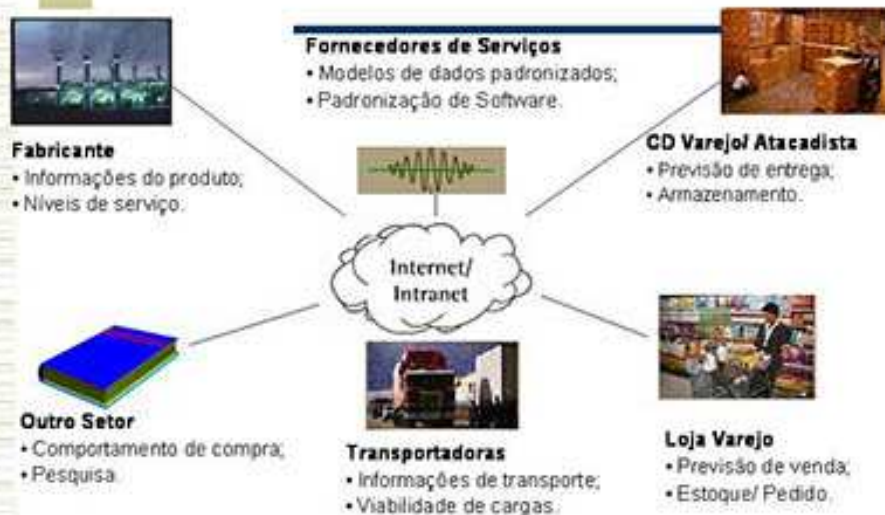 Fornecedores de Serviços
• Modelos de dados padronizados;
• Padronização de Software.
Fabricante
• Informações do produto;
• Níveis de serviço.
CD Varejo/ Atacadista
• Previsão de entrega;
• Armazenamento.
Internet/
Intranet
Outro Setor
• Comportamento de compra;
• Pesquisa.
Transportadoras
• Informações de transporte;
• Viabilidade de cargas.
Loja Varejo
• Previsão de venda;
• Estoque/ Pedido.